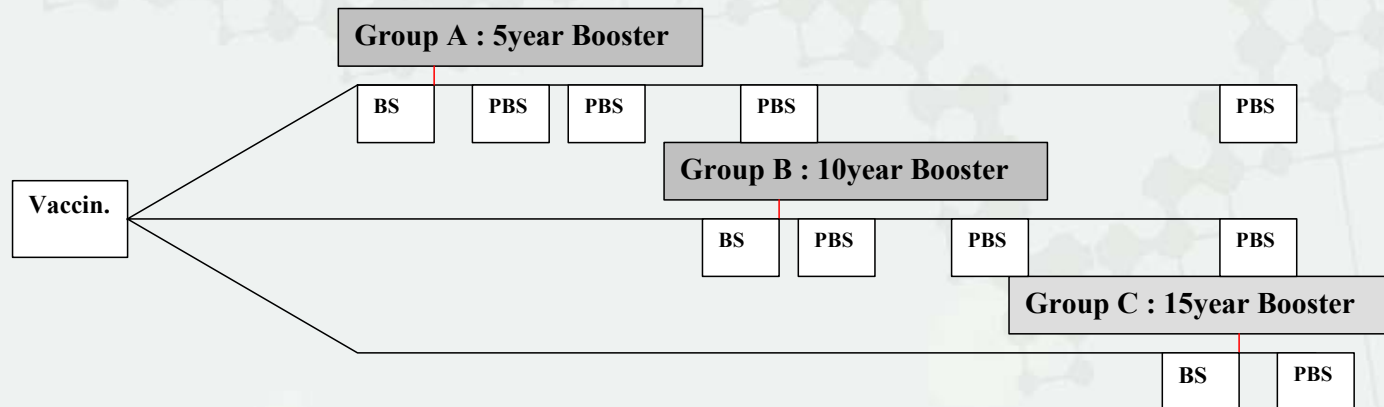 Group A : 5year Booster
BS PBS PBS PBS PBS
Group B : 10year Booster
Vaccin.
BS PBS PBS PBS
Group C : 15year Booster
BS PBS